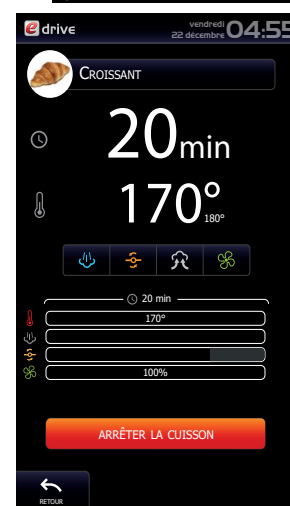 e drive
vendredi
22 décembre 04:55
CROISSANT
20min
170°
180°
20 min
170°
100%
ARRÊTER LA CUISSON
RETOUR